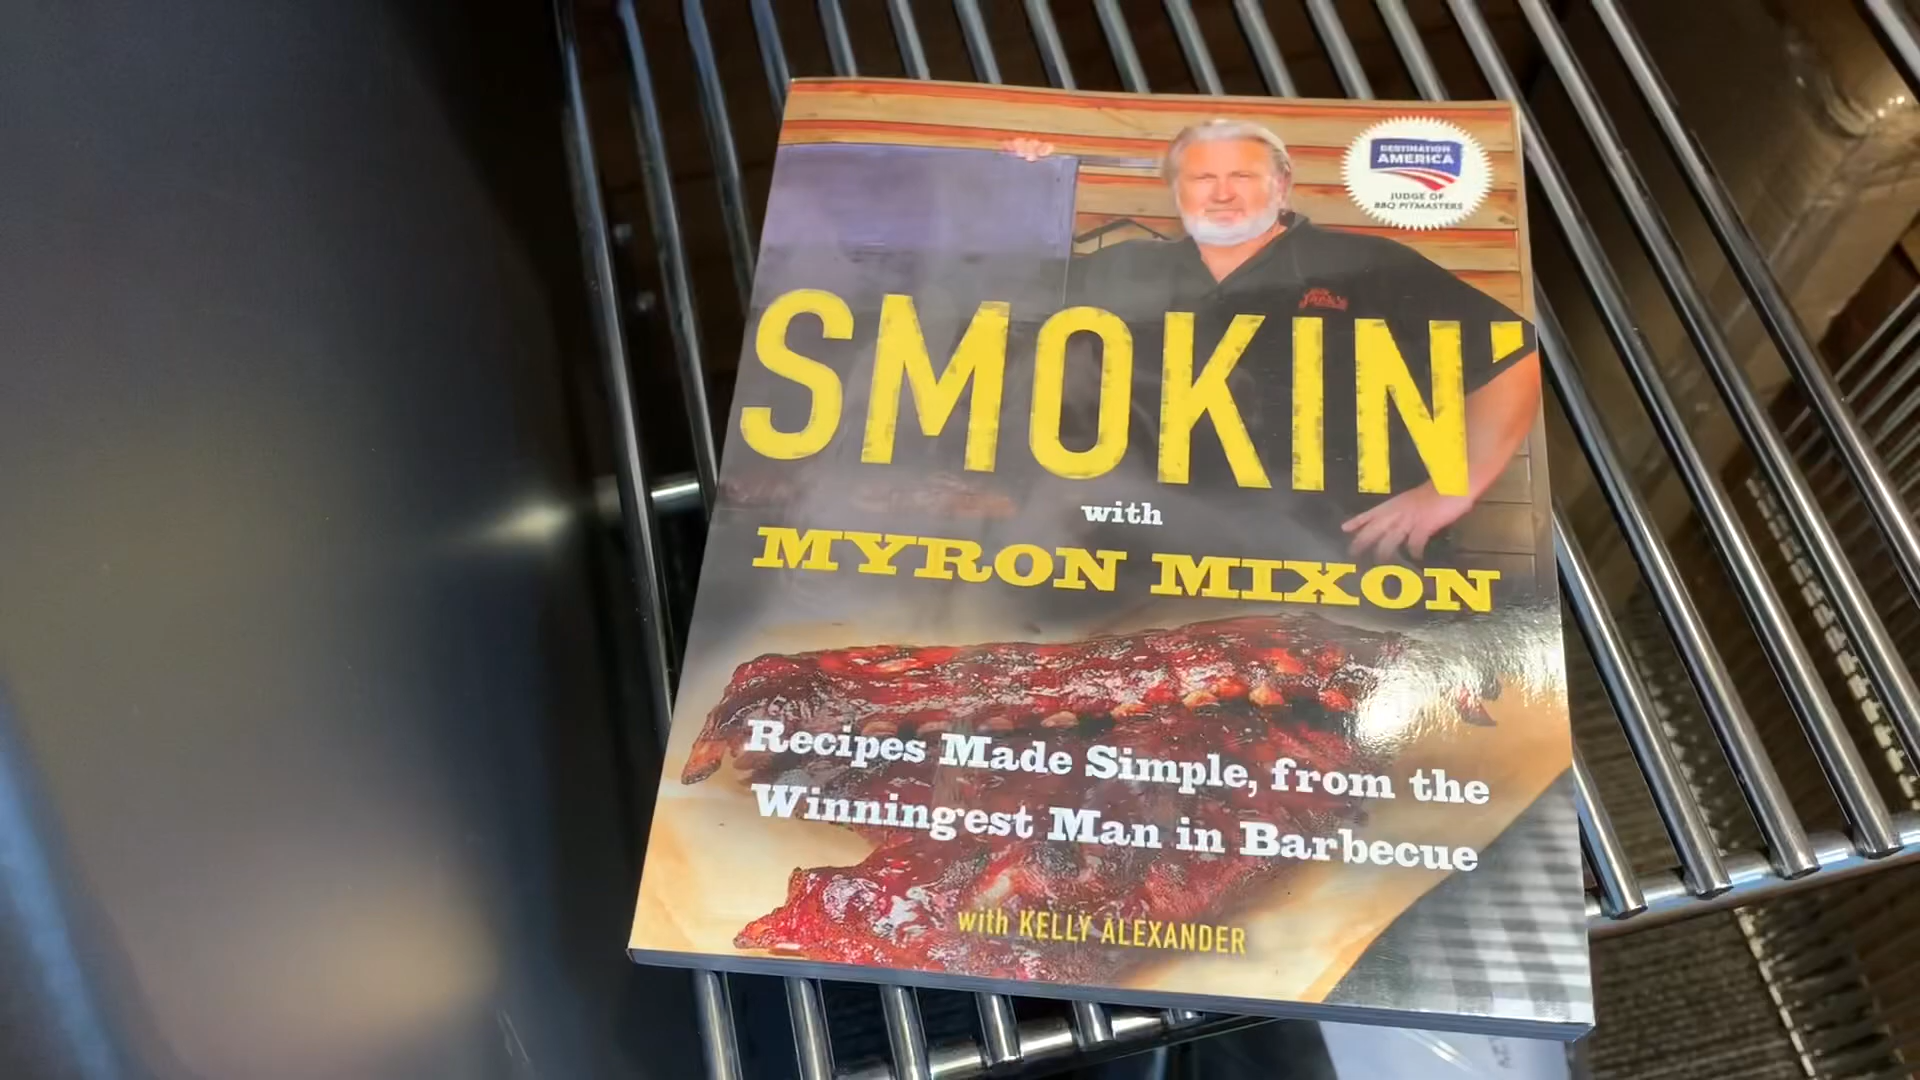 DESTINATION
AMERICA
JUDGE OF
BBQ PITMASTERS
SMOKIN'
with
MYRON MIXON
Recipes Made Simple, from the
Winningest Man in Barbecue
with KELLY ALEXANDER